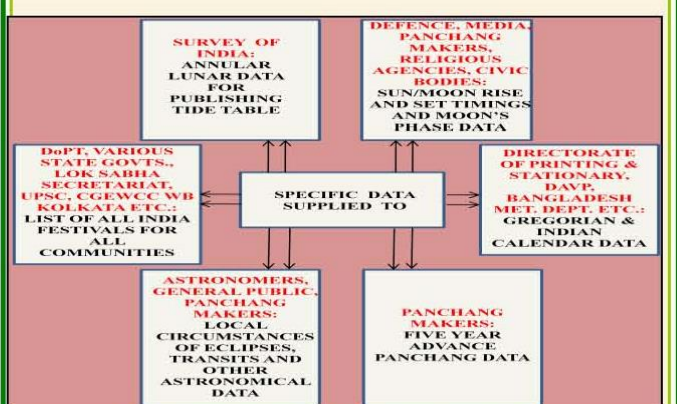 SURVEY OF
INDIA:
ANNULAR
LUNAR DATA
FOR
PUBLISHING
TIDE TABLE
DEFENCE, MEDIA,
PANCHANG
MAKERS,
RELIGIOUS
AGENCIES, CIVIC
BODIES:
SUN/MOON RISE
AND SET TIMINGS
AND MOON'S
PHASE DATA
DoPT, VARIOUS
STATE GOVTS.,
LOK SABHA
SECRETARIAT,
UPSC, CGEWCC WB
KOLKATA ETC.:
LIST OF ALL INDIA
FESTIVALS FOR
ALL
COMMUNITIES
SPECIFIC DATA
SUPPLIED TO
DIRECTORATE
OF PRINTING &
STATIONARY,
DAVP,
BANGLADESH
MET. DEPT. ETC.:
GREGORIAN &
INDIAN
CALENDAR DATA
ASTRONOMERS,
GENERAL PUBLIC,
PANCHANG
MAKERS:
LOCAL
CIRCUMSTANCES
OF ECLIPSES,
TRANSITS AND
OTHER
ASTRONOMICAL
DATA
PANCHANG
MAKERS:
FIVE YEAR
ADVANCE
PANCHANG DATA